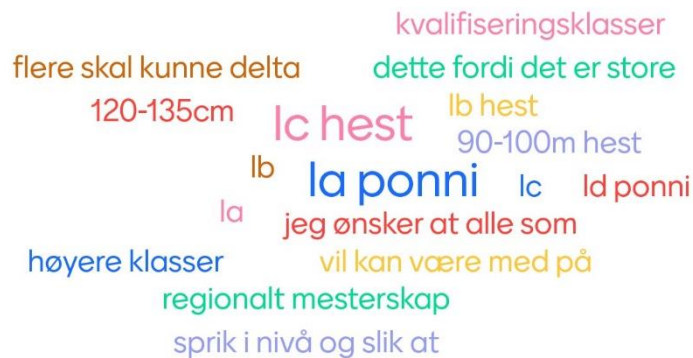 kvalifiseringsklasser
flere skal kunne delta dette fordi det er store
120-135cm lc hest lb hest
90-100m hest
lb la ponni lc ld ponni
la jeg ønsker at alle som
høyere klasser vil kan være med på
regionalt mesterskap
sprik i nivå og slik at